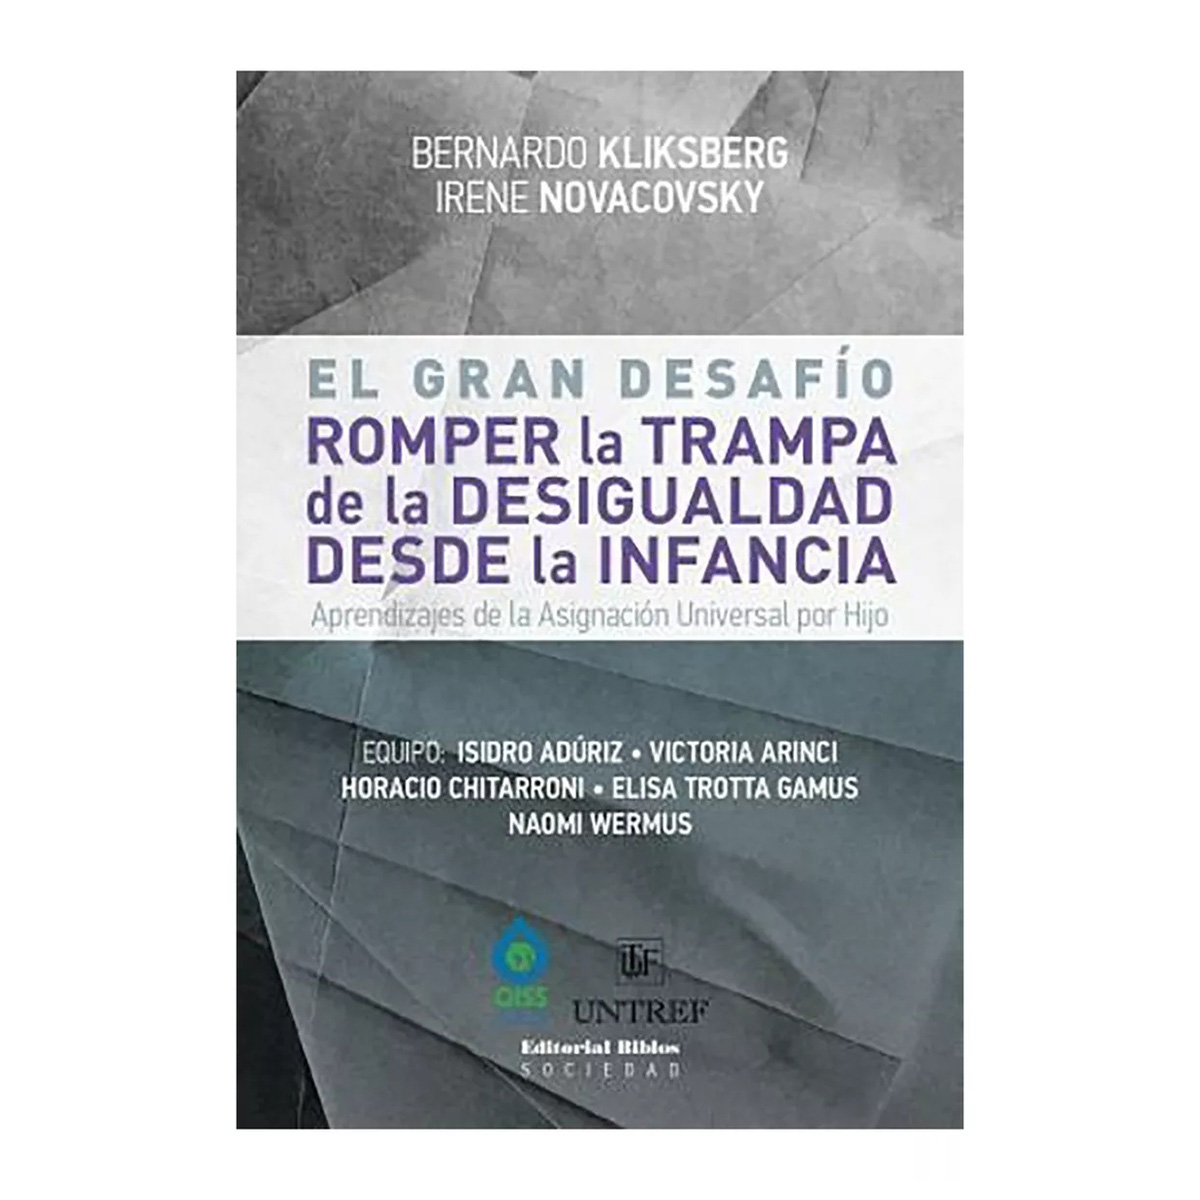 BERNARDO KLIKSBERG
IRENE NOVACOVSKY
EL GRAN DESAFÍO
ROMPER la TRAMPA
de la DESIGUALDAD
DESDE la INFANCIA
Aprendizajes de la Asignación Universal por Hijo
EQUIPO: ISIDRO ADÚRIZ • VICTORIA ARINCI
HORACIO CHITARRONI • ELISA TROTTA GAMUS
NAOMI WERMUS
OISS
UNTREF
Editorial Biblos
SOCIEDAD